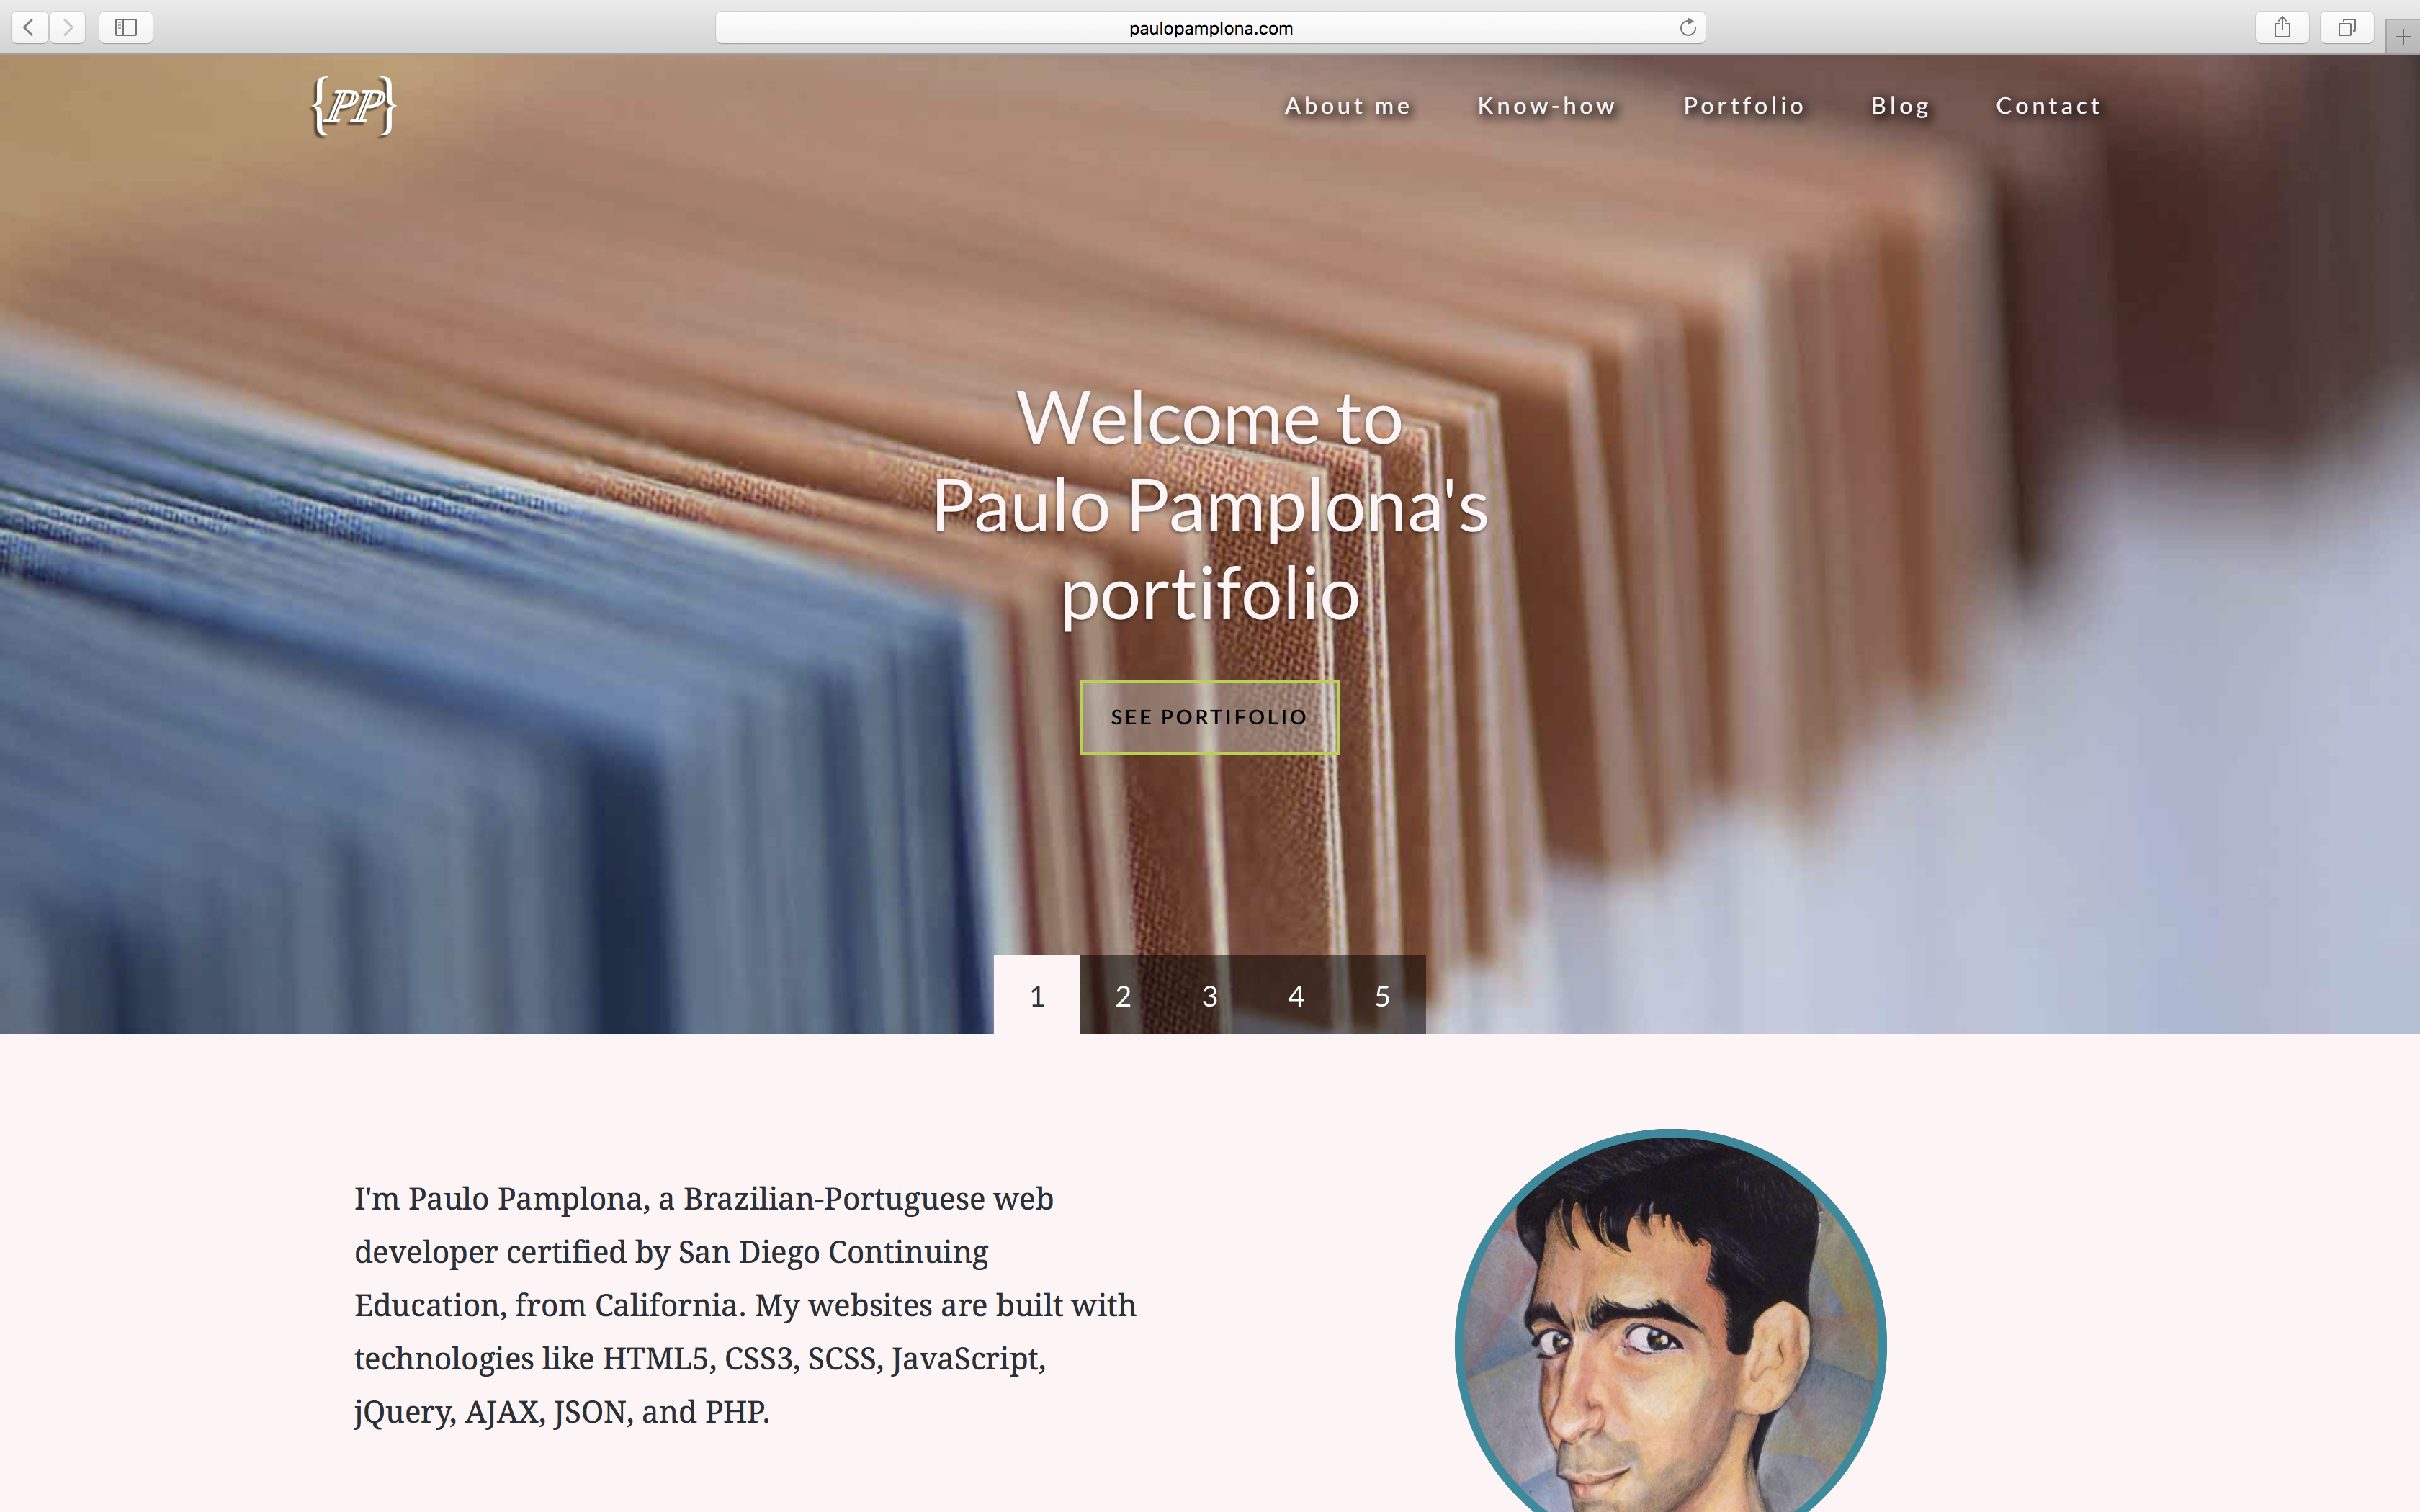 paulopamplona.com
{PP}
About me Know-how Portfolio Blog Contact
Welcome to
Paulo Pamplona's
portifolio
SEE PORTIFOLIO
1 2 3 4 5
I'm Paulo Pamplona, a Brazilian-Portuguese web
developer certified by San Diego Continuing
Education, from California. My websites are built with
technologies like HTML5, CSS3, SCSS, JavaScript,
jQuery, AJAX, JSON, and PHP.